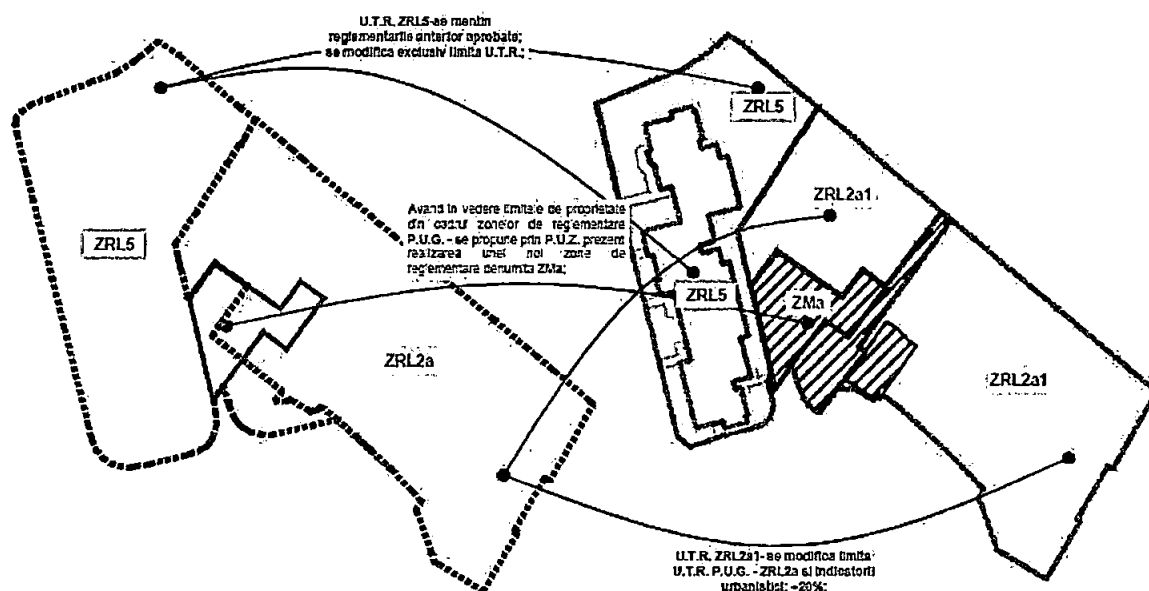 U.T.R. ZRL5-se mentin
reglementarile anterior aprobate;
se modifica exclusiv limita U.T.R.;
ZRL5
ZRL5
ZRL2a1
Avand in vedere limitele de proprietate
din cadrul zonelor de reglementare
P.U.G. - se propune prin P.U.Z. prezent
realizarea unei noi zone de
reglementare denumita ZMa;
ZRL5
ZMa
ZRL2a
ZRL2a1
U.T.R. ZRL2a1- se modifica limita
U.T.R. P.U.G. - ZRL2a si indicatorii
urbanistici: +20%;